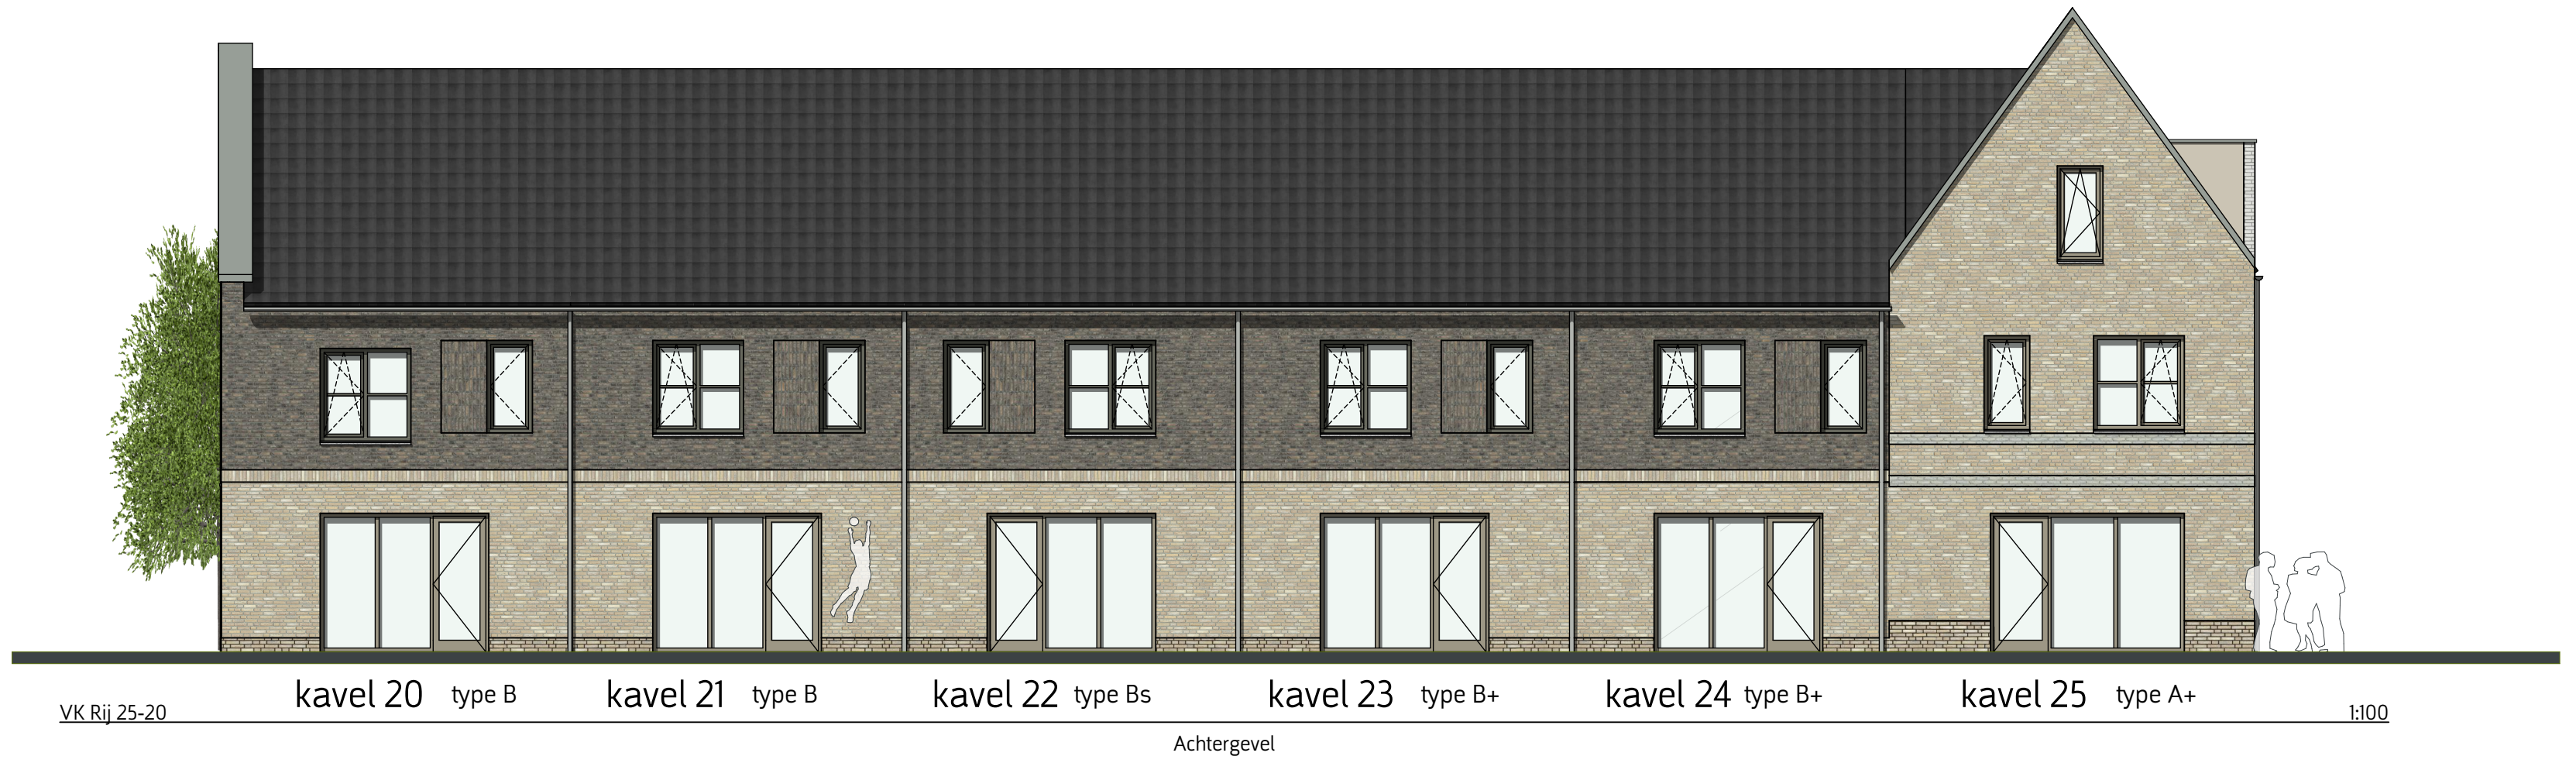 kavel 20 type B kavel 21 type B kavel 22 type Bs kavel 23 type B+ kavel 24 type B+ kavel 25 type A+
VK Rij 25-20 1:100
Achtergevel